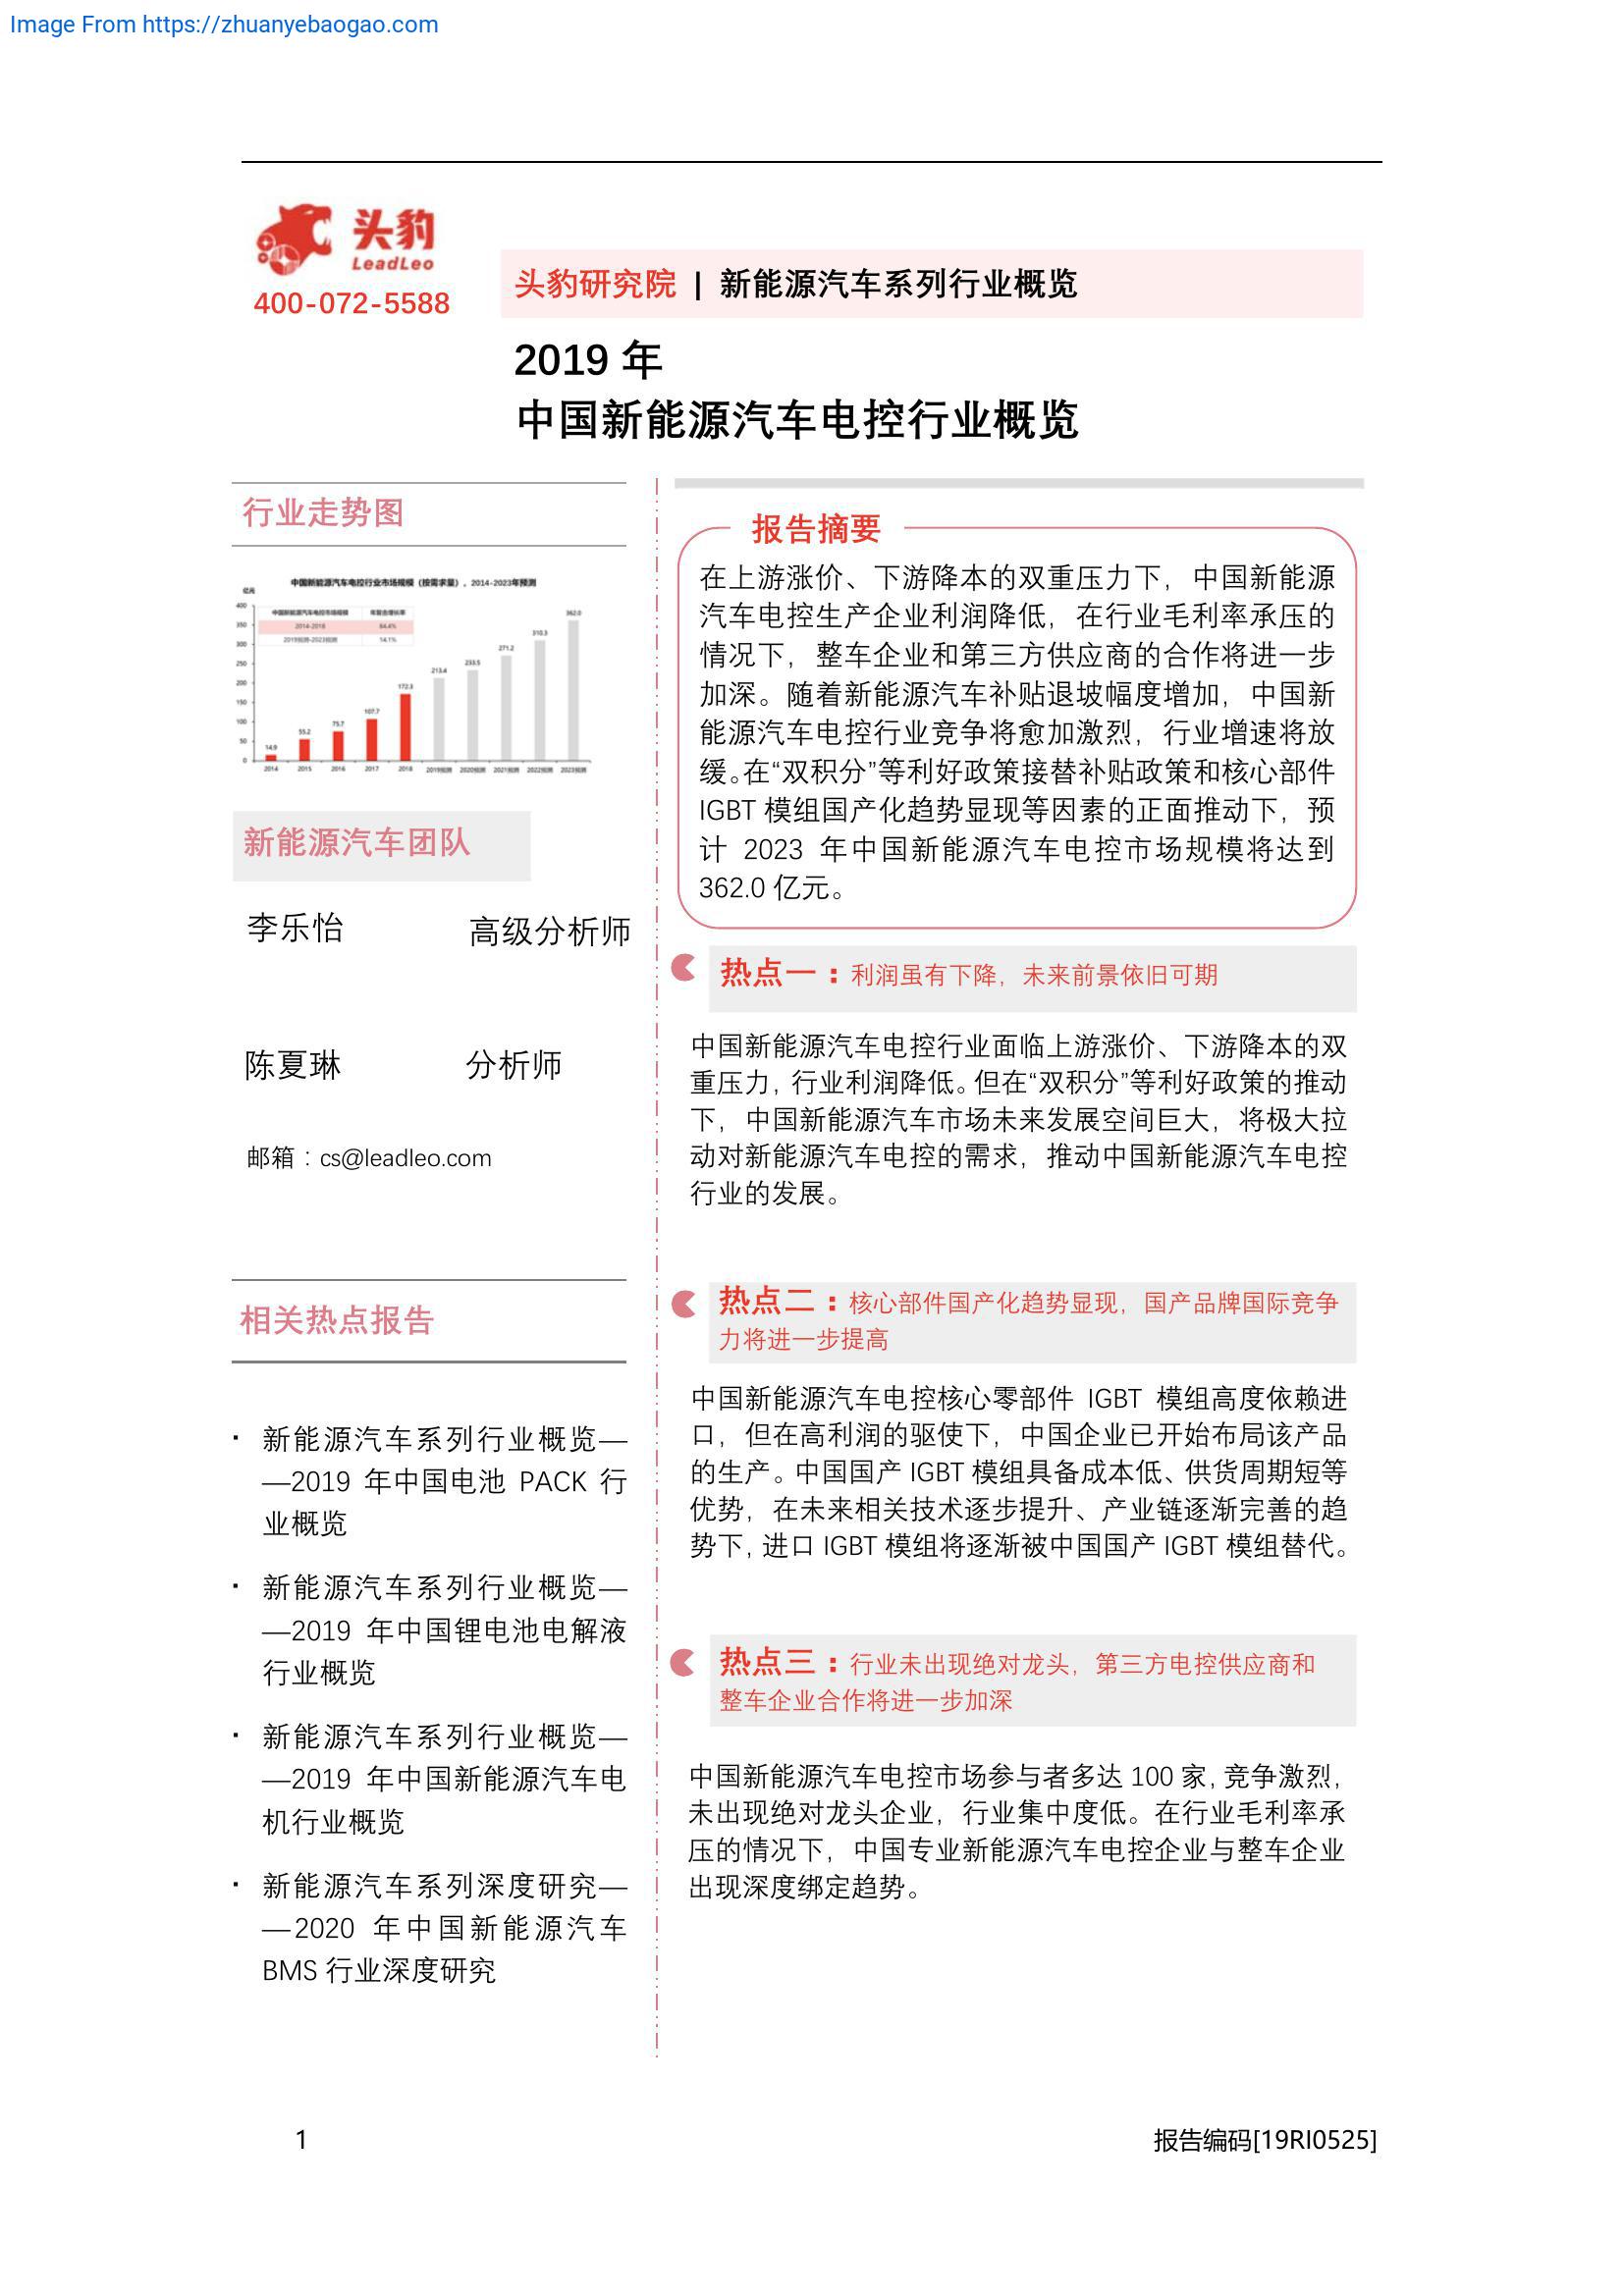 Image From https://zhuanyebaogao.com
头豹
LeadLeo
400-072-5588
头豹研究院 | 新能源汽车系列行业概览
2019 年
中国新能源汽车电控行业概览
行业走势图
中国新能源汽车电控行业市场规模（按需求量），2014-2023年预测
亿元
中国新能源汽车电控市场规模 年复合增长率
2014-2018 84.4%
2019预测-2023预测 14.1%
400
350
300
250
200
150
100
50
0
14.9
55.2
75.7
107.7
172.3
213.4
233.5
271.2
310.3
362.0
2014 2015 2016 2017 2018 2019预测 2020预测 2021预测 2022预测 2023预测
新能源汽车团队
李乐怡 高级分析师
陈夏琳 分析师
邮箱：cs@leadleo.com
相关热点报告
· 新能源汽车系列行业概览—
—2019 年中国电池 PACK 行
业概览
· 新能源汽车系列行业概览—
—2019 年中国锂电池电解液
行业概览
· 新能源汽车系列行业概览—
—2019 年中国新能源汽车电
机行业概览
· 新能源汽车系列深度研究—
—2020 年中国新能源汽车
BMS 行业深度研究
报告摘要
在上游涨价、下游降本的双重压力下，中国新能源
汽车电控生产企业利润降低，在行业毛利率承压的
情况下，整车企业和第三方供应商的合作将进一步
加深。随着新能源汽车补贴退坡幅度增加，中国新
能源汽车电控行业竞争将愈加激烈，行业增速将放
缓。在“双积分”等利好政策接替补贴政策和核心部件
IGBT 模组国产化趋势显现等因素的正面推动下，预
计 2023 年中国新能源汽车电控市场规模将达到
362.0 亿元。
热点一：利润虽有下降，未来前景依旧可期
中国新能源汽车电控行业面临上游涨价、下游降本的双
重压力，行业利润降低。但在“双积分”等利好政策的推动
下，中国新能源汽车市场未来发展空间巨大，将极大拉
动对新能源汽车电控的需求，推动中国新能源汽车电控
行业的发展。
热点二：核心部件国产化趋势显现，国产品牌国际竞争
力将进一步提高
中国新能源汽车电控核心零部件 IGBT 模组高度依赖进
口，但在高利润的驱使下，中国企业已开始布局该产品
的生产。中国国产 IGBT 模组具备成本低、供货周期短等
优势，在未来相关技术逐步提升、产业链逐渐完善的趋
势下，进口 IGBT 模组将逐渐被中国国产 IGBT 模组替代。
热点三：行业未出现绝对龙头，第三方电控供应商和
整车企业合作将进一步加深
中国新能源汽车电控市场参与者多达 100 家，竞争激烈，
未出现绝对龙头企业，行业集中度低。在行业毛利率承
压的情况下，中国专业新能源汽车电控企业与整车企业
出现深度绑定趋势。
1
报告编码[19RI0525]